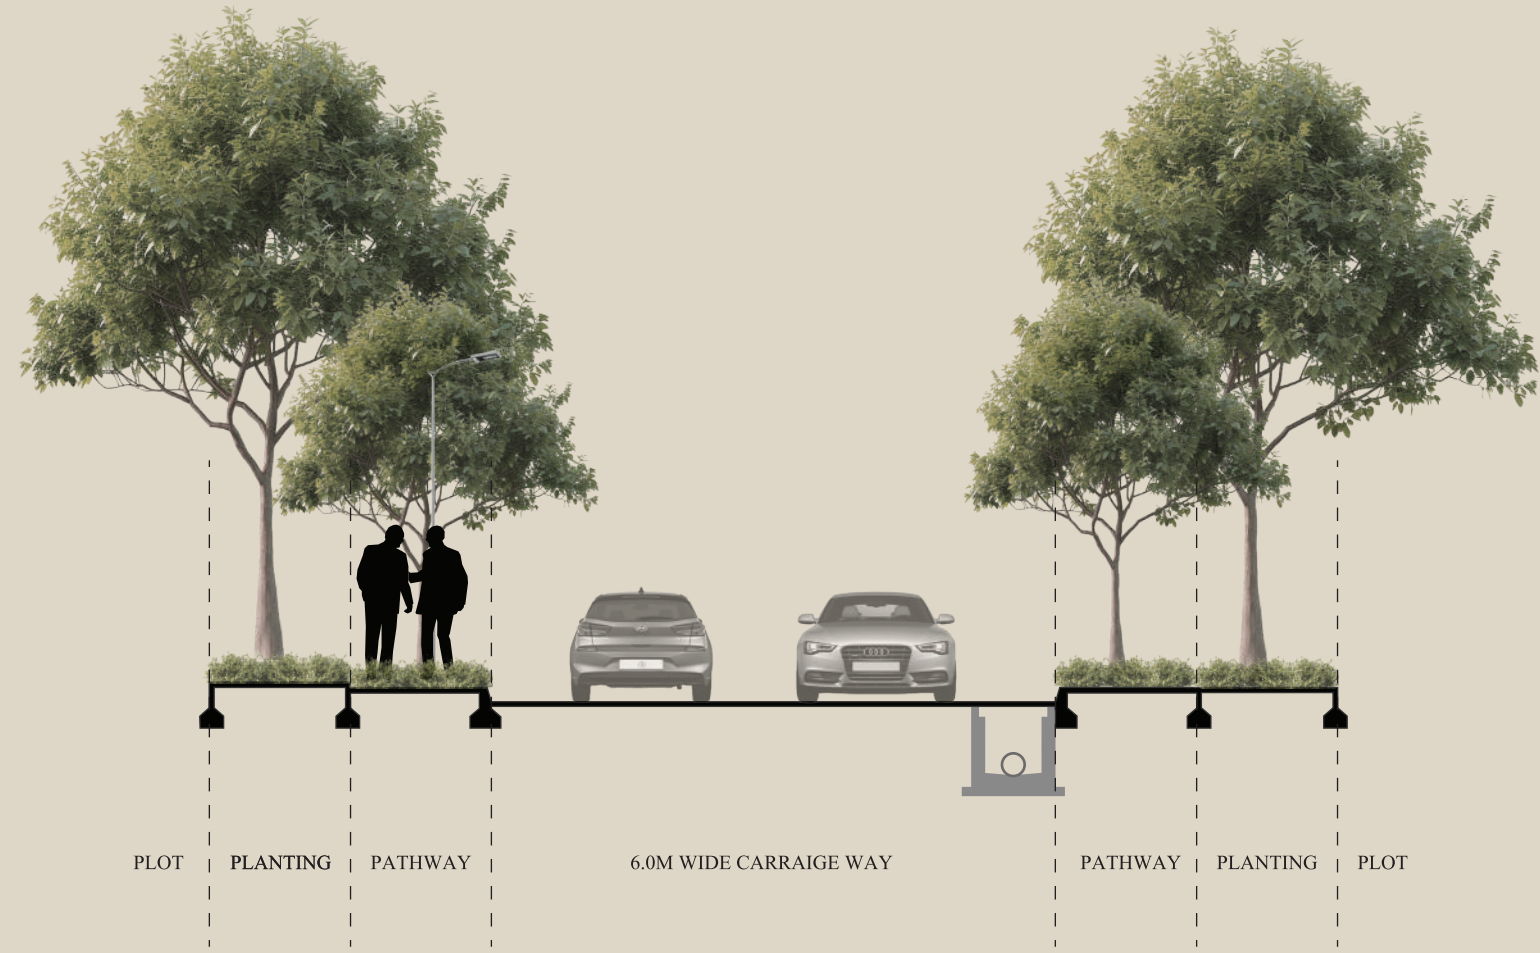 PLOT
PLANTING
PATHWAY
6.0M WIDE CARRAIGE WAY
PATHWAY
PLANTING
PLOT